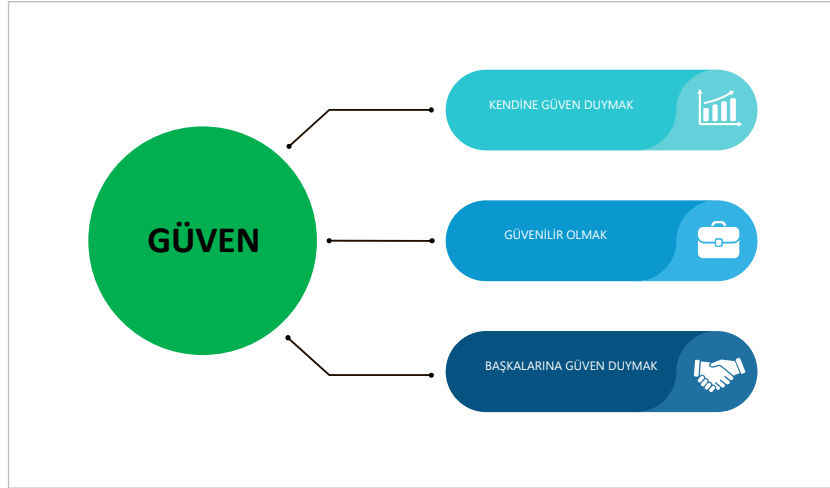 GÜVEN
KENDİNE GÜVEN DUYMAK
GÜVENİLİR OLMAK
BAŞKALARINA GÜVEN DUYMAK